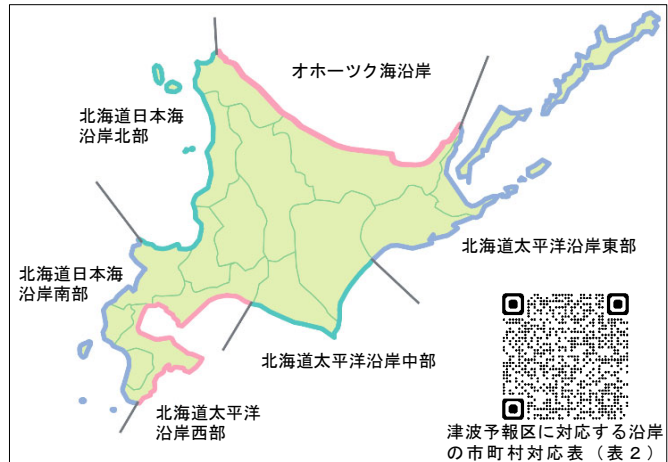 オホーツク海沿岸
北海道日本海
沿岸北部
北海道太平洋沿岸東部
北海道日本海
沿岸南部
北海道太平洋沿岸中部
北海道太平洋
沿岸西部
津波予報区に対応する沿岸
の市町村対応表（表２）